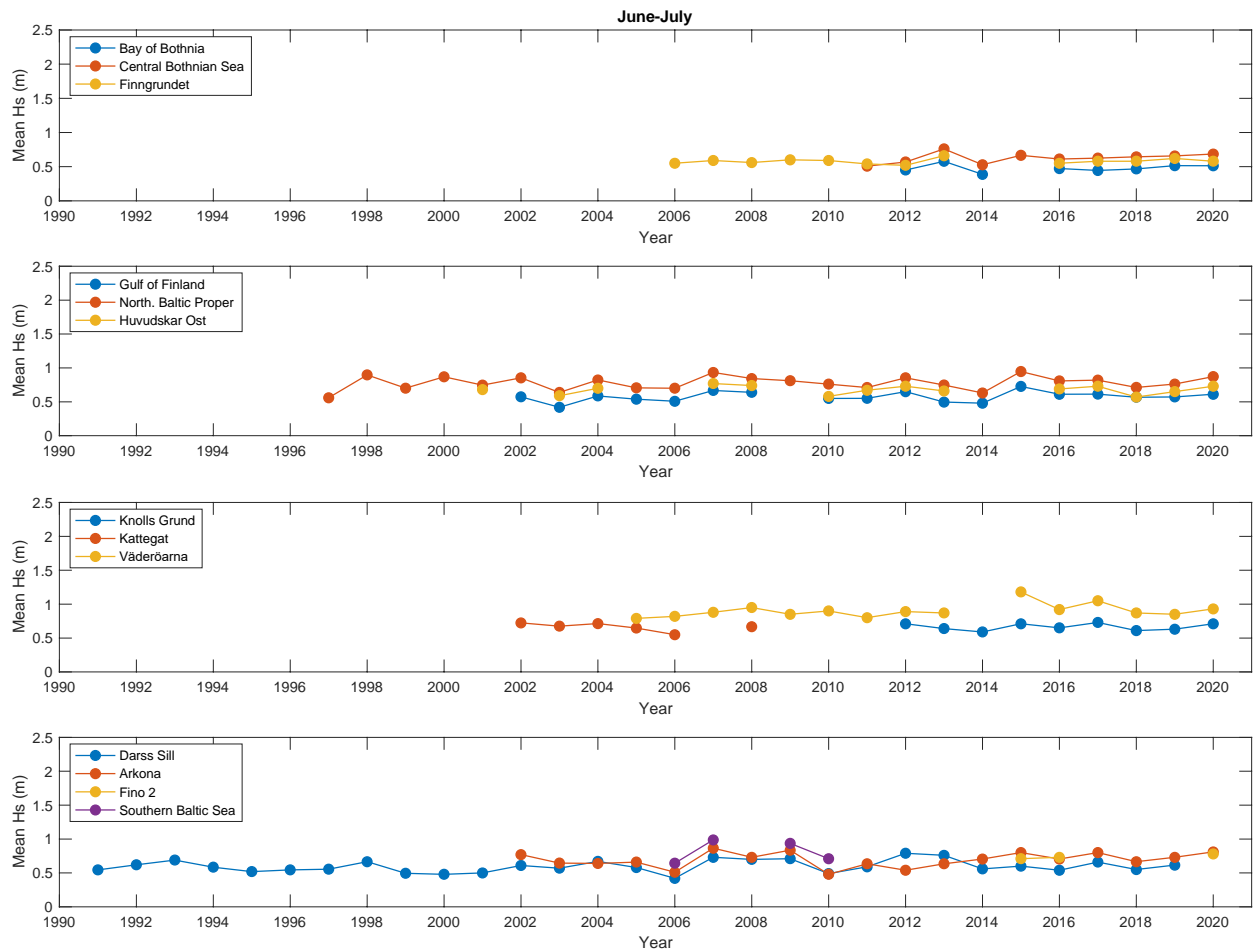 June-July
2.5
2
1.5
1
0.5
0
Mean Hs (m)
Bay of Bothnia
Central Bothnian Sea
Finngrundet
1990 1992 1994 1996 1998 2000 2002 2004 2006 2008 2010 2012 2014 2016 2018 2020
Year
2.5
2
1.5
1
0.5
0
Mean Hs (m)
Gulf of Finland
North. Baltic Proper
Huvudskar Ost
1990 1992 1994 1996 1998 2000 2002 2004 2006 2008 2010 2012 2014 2016 2018 2020
Year
2.5
2
1.5
1
0.5
0
Mean Hs (m)
Knolls Grund
Kattegat
Väderöarna
1990 1992 1994 1996 1998 2000 2002 2004 2006 2008 2010 2012 2014 2016 2018 2020
Year
2.5
2
1.5
1
0.5
0
Mean Hs (m)
Darss Sill
Arkona
Fino 2
Southern Baltic Sea
1990 1992 1994 1996 1998 2000 2002 2004 2006 2008 2010 2012 2014 2016 2018 2020
Year